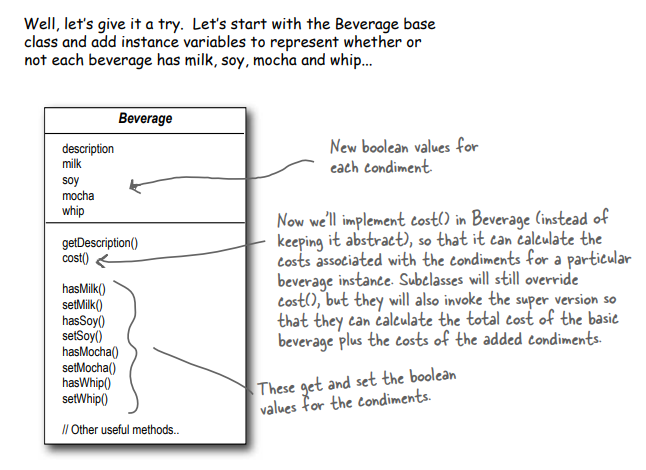 Well, let's give it a try. Let's start with the Beverage base
class and add instance variables to represent whether or
not each beverage has milk, soy, mocha and whip...
Beverage
description
milk
soy
mocha
whip
New boolean values for
each condiment.
getDescription()
cost()
hasMilk()
setMilk()
hasSoy()
setSoy()
hasMocha()
setMocha()
hasWhip()
setWhip()
// Other useful methods..
Now we'll implement cost() in Beverage (instead of
keeping it abstract), so that it can calculate the
costs associated with the condiments for a particular
beverage instance. Subclasses will still override
cost(), but they will also invoke the super version so
that they can calculate the total cost of the basic
beverage plus the costs of the added condiments.
These get and set the boolean
values for the condiments.